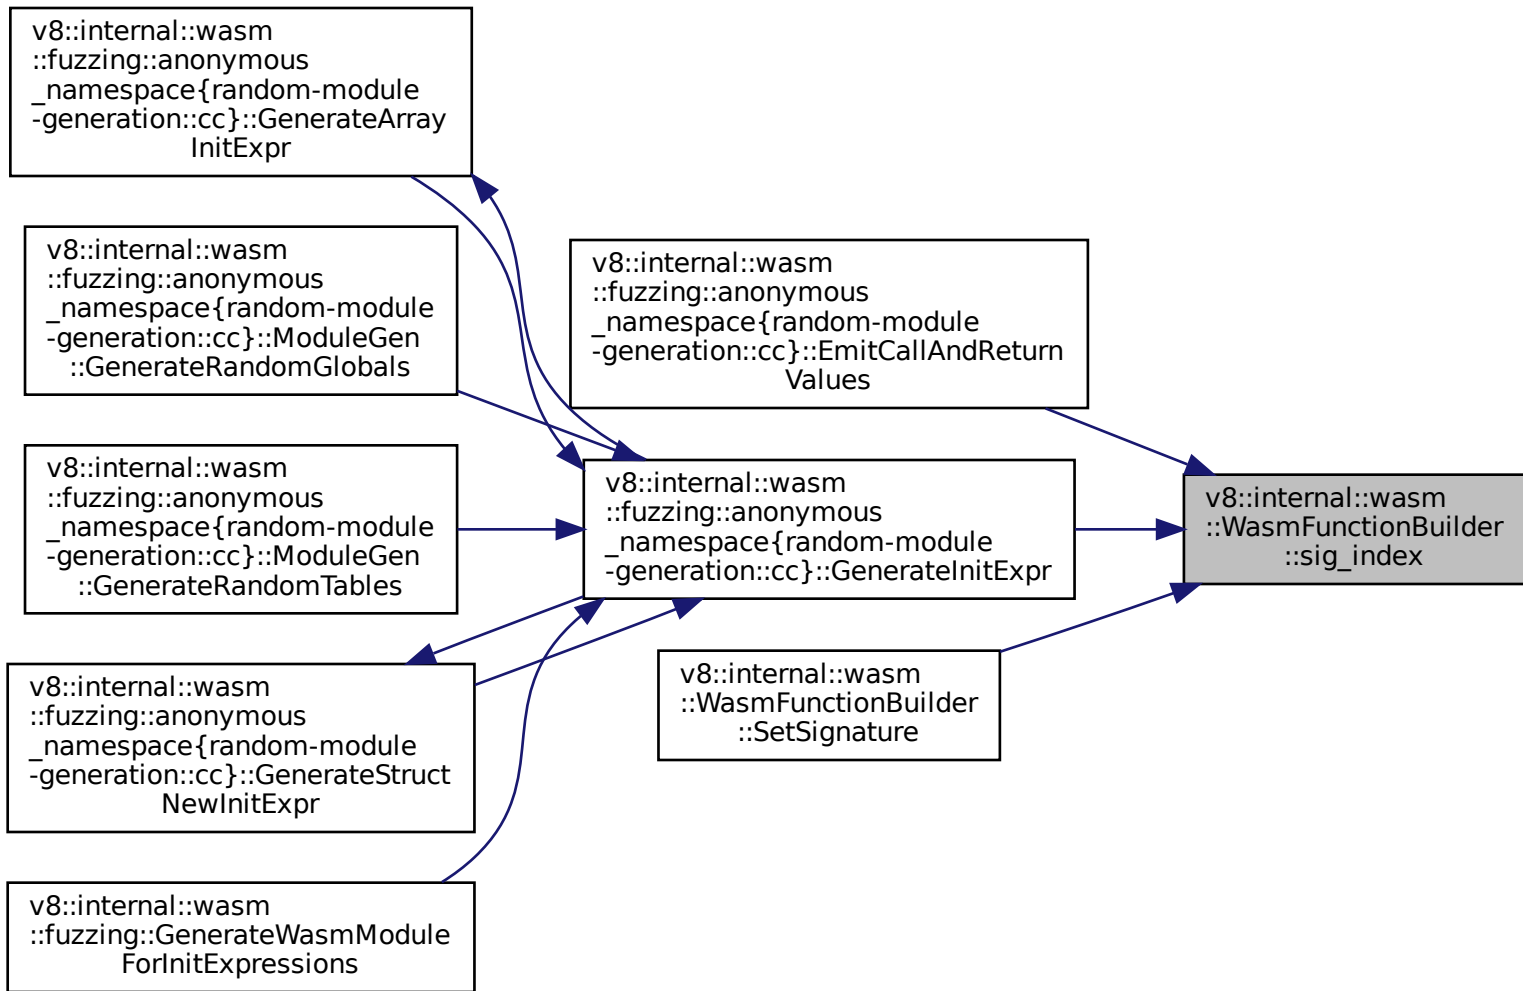 v8::internal::wasm
::fuzzing::anonymous
_namespace{random-module
-generation::cc}::GenerateArray
InitExpr
v8::internal::wasm
::fuzzing::anonymous
_namespace{random-module
-generation::cc}::ModuleGen
::GenerateRandomGlobals
v8::internal::wasm
::fuzzing::anonymous
_namespace{random-module
-generation::cc}::ModuleGen
::GenerateRandomTables
v8::internal::wasm
::fuzzing::anonymous
_namespace{random-module
-generation::cc}::GenerateStruct
NewInitExpr
v8::internal::wasm
::fuzzing::GenerateWasmModule
ForInitExpressions
v8::internal::wasm
::fuzzing::anonymous
_namespace{random-module
-generation::cc}::EmitCallAndReturn
Values
v8::internal::wasm
::fuzzing::anonymous
_namespace{random-module
-generation::cc}::GenerateInitExpr
v8::internal::wasm
::WasmFunctionBuilder
::SetSignature
v8::internal::wasm
::WasmFunctionBuilder
::sig_index